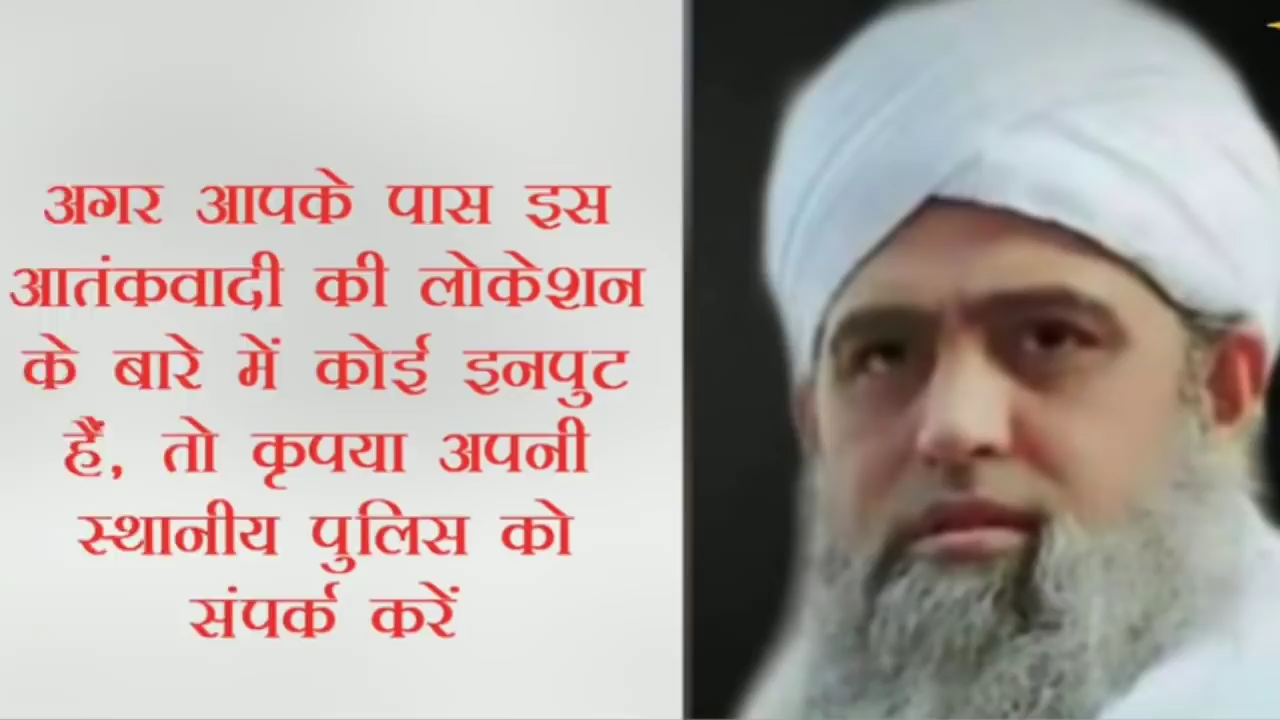 अगर आपके पास इस
आतंकवादी की लोकेशन
के बारे में कोई इनपुट
हैं, तो कृपया अपनी
स्थानीय पुलिस को
संपर्क करें